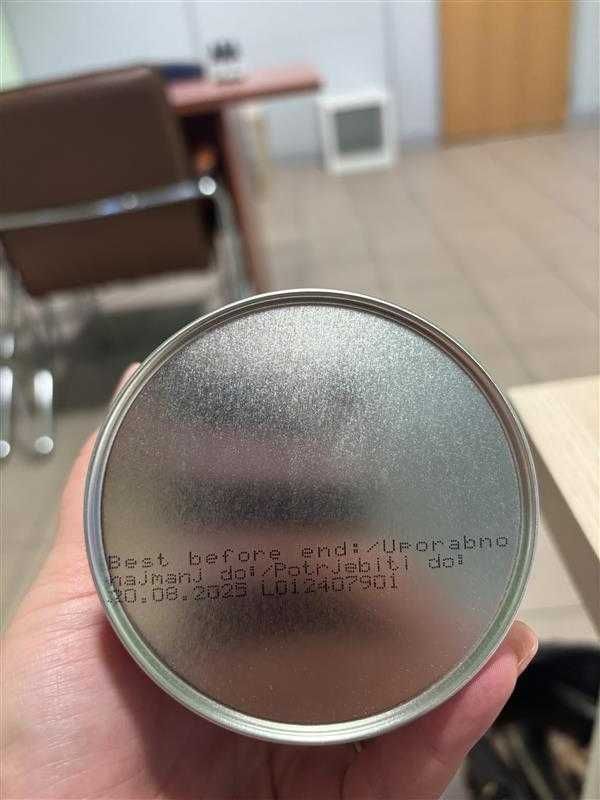 Best before end:/Uporabno
najmanj do:/Potrjebiti do:
20.08.2025 L012407901